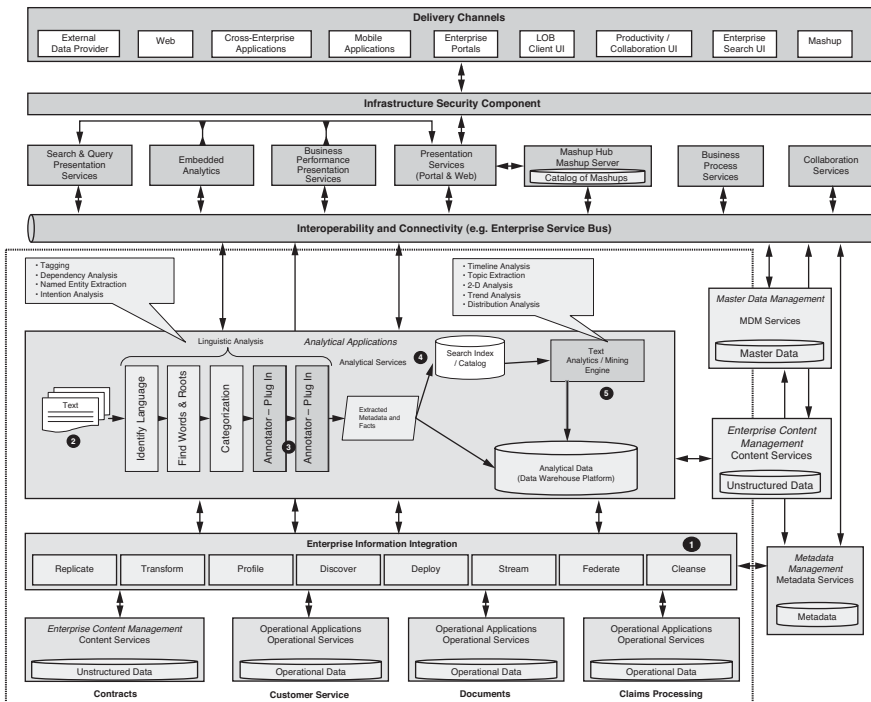 Delivery Channels
External
Data Provider
Web
Cross-Enterprise
Applications
Mobile
Applications
Enterprise
Portals
LOB
Client UI
Productivity /
Collaboration UI
Enterprise
Search UI
Mashup
Infrastructure Security Component
Search & Query
Presentation
Services
Embedded
Analytics
Business
Performance
Presentation
Services
Presentation
Services
(Portal & Web)
Mashup Hub
Mashup Server
Catalog of Mashups
Business
Process
Services
Collaboration
Services
Interoperability and Connectivity (e.g. Enterprise Service Bus)
• Tagging
• Dependency Analysis
• Named Entity Extraction
• Intention Analysis
• Timeline Analysis
• Topic Extraction
• 2-D Analysis
• Trend Analysis
• Distribution Analysis
Master Data Management
MDM Services
Master Data
Linguistic Analysis
Analytical Applications
Analytical Services
4
Search Index
/ Catalog
Text
Analytics / Mining
Engine
5
Text
2
Identify Language
Find Words & Roots
Categorization
Annotator – Plug In
3
Annotator – Plug In
Extracted
Metadata and
Facts
Analytical Data
(Data Warehouse Platform)
Enterprise Content
Management
Content Services
Unstructured Data
Enterprise Information Integration
1
Replicate
Transform
Profile
Discover
Deploy
Stream
Federate
Cleanse
Metadata
Management
Metadata Services
Metadata
Enterprise Content Management
Content Services
Unstructured Data
Operational Applications
Operational Services
Operational Data
Operational Applications
Operational Services
Operational Data
Operational Applications
Operational Services
Operational Data
Contracts
Customer Service
Documents
Claims Processing